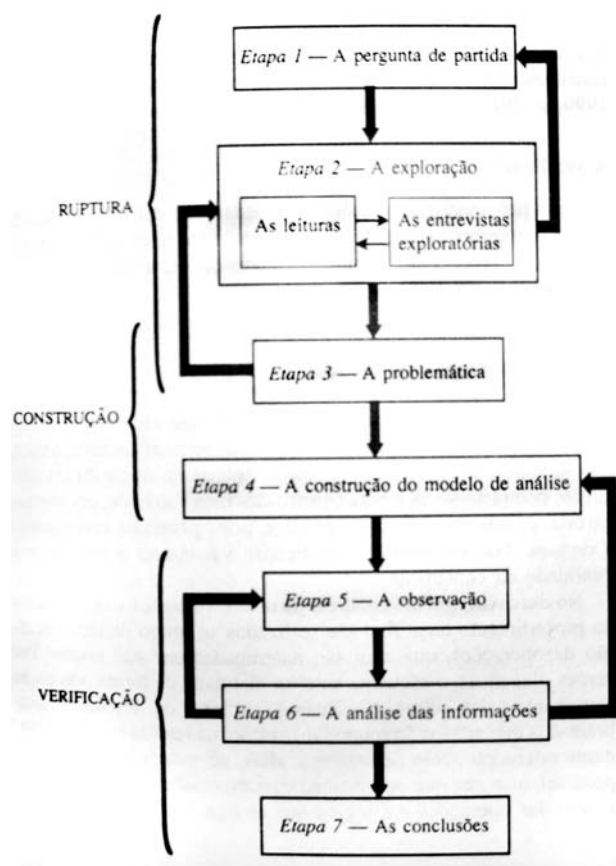 Etapa 1 — A pergunta de partida
Etapa 2 — A exploração
RUPTURA
As leituras
As entrevistas
exploratórias
Etapa 3 — A problemática
CONSTRUÇÃO
Etapa 4 — A construção do modelo de análise
Etapa 5 — A observação
VERIFICAÇÃO
Etapa 6 — A análise das informações
Etapa 7 — As conclusões